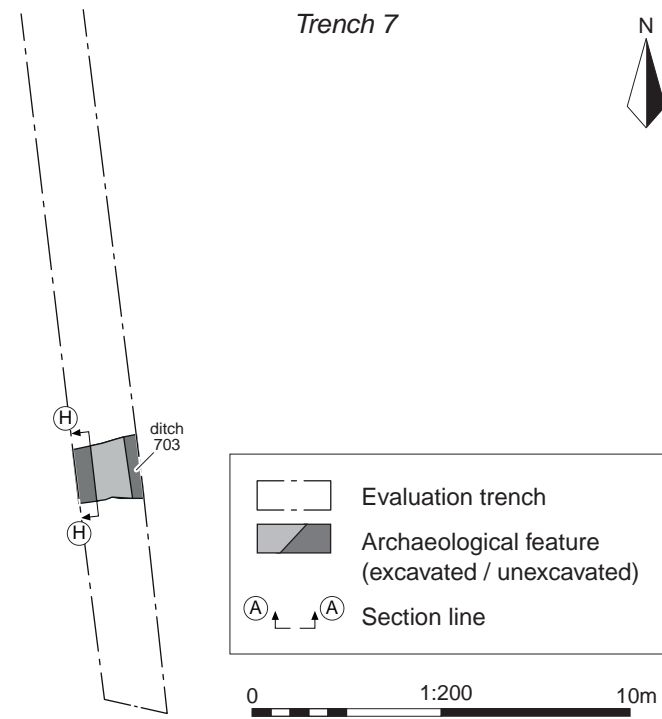 Trench 7
N
H
ditch
703
H
Evaluation trench
Archaeological feature
(excavated / unexcavated)
A A Section line
0 1:200 10m